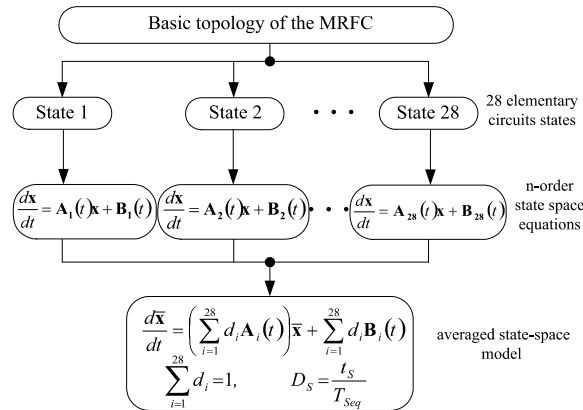 Basic topology of the MRFC
State 1
State 2
• • •
State 28
28 elementary
circuits states
dx/dt = A₁(t)x + B₁(t)
dx/dt = A₂(t)x + B₂(t)
• • •
dx/dt = A₂₈(t)x + B₂₈(t)
n-order
state space
equations
dx̄/dt = (∑_{i=1}^{28} d_i A_i(t)) x̄ + ∑_{i=1}^{28} d_i B_i(t)
∑_{i=1}^{28} d_i = 1, D_S = t_S/T_{Seq}
averaged state-space
model